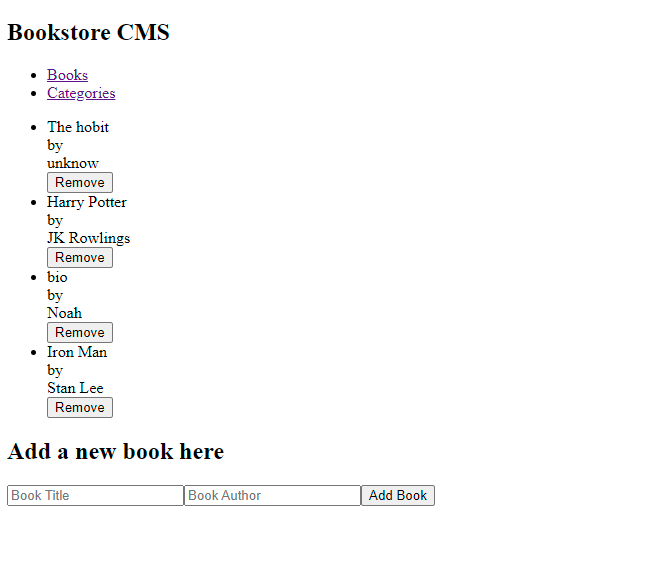 Bookstore CMS
Books
Categories
The hobit
by
unknow
Remove
Harry Potter
by
JK Rowlings
Remove
bio
by
Noah
Remove
Iron Man
by
Stan Lee
Remove
Add a new book here
Book Title Book Author Add Book